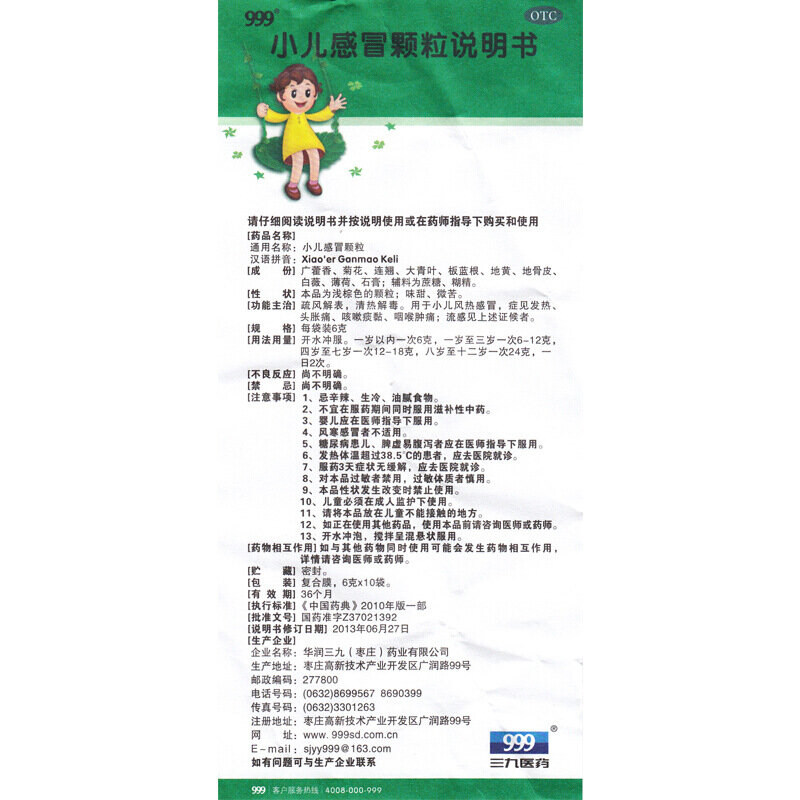 999®
OTC
小儿感冒颗粒说明书
请仔细阅读说明书并按说明使用或在药师指导下购买和使用
[药品名称]
通用名称：小儿感冒颗粒
汉语拼音：Xiao'er Ganmao Keli
[成　份] 广藿香、菊花、连翘、大青叶、板蓝根、地黄、地骨皮、
白薇、薄荷、石膏；辅料为蔗糖、糊精。
[性　状] 本品为浅棕色的颗粒；味甜、微苦。
[功能主治] 疏风解表，清热解毒。用于小儿风热感冒，症见发热、
头胀痛、咳嗽痰黏、咽喉肿痛；流感见上述证候者。
[规　格] 每袋装6克
[用法用量] 开水冲服。一岁以内一次6克，一岁至三岁一次6-12克，
四岁至七岁一次12-18克，八岁至十二岁一次24克，一
日2次。
[不良反应] 尚不明确。
[禁　忌] 尚不明确。
[注意事项] 1、忌辛辣、生冷、油腻食物。
2、不宜在服药期间同时服用滋补性中药。
3、婴儿应在医师指导下服用。
4、风寒感冒者不适用。
5、糖尿病患儿、脾虚易腹泻者应在医师指导下服用。
6、发热体温超过38.5℃的患者，应去医院就诊。
7、服药3天症状无缓解，应去医院就诊。
8、对本品过敏者禁用，过敏体质者慎用。
9、本品性状发生改变时禁止使用。
10、儿童必须在成人监护下使用。
11、请将本品放在儿童不能接触的地方。
12、如正在使用其他药品，使用本品前请咨询医师或药师。
13、开水冲泡，搅拌呈混悬状服用。
[药物相互作用] 如与其他药物同时使用可能会发生药物相互作用，
详情请咨询医师或药师。
[贮　藏] 密封。
[包　装] 复合膜，6克x10袋。
[有 效 期] 36个月
[执行标准]《中国药典》2010年版一部
[批准文号] 国药准字Z37021392
[说明书修订日期] 2013年06月27日
[生产企业]
企业名称：华润三九（枣庄）药业有限公司
生产地址：枣庄高新技术产业开发区广润路99号
邮政编码：277800
电话号码：(0632)8699567 8690399
传真号码：(0632)3301263
注册地址：枣庄高新技术产业开发区广润路99号
网　址：www.999sd.com.cn
E-mail：sjyy999@163.com
如有问题可与生产企业联系
999®
三九医药
999 客户服务热线 4008-000-999